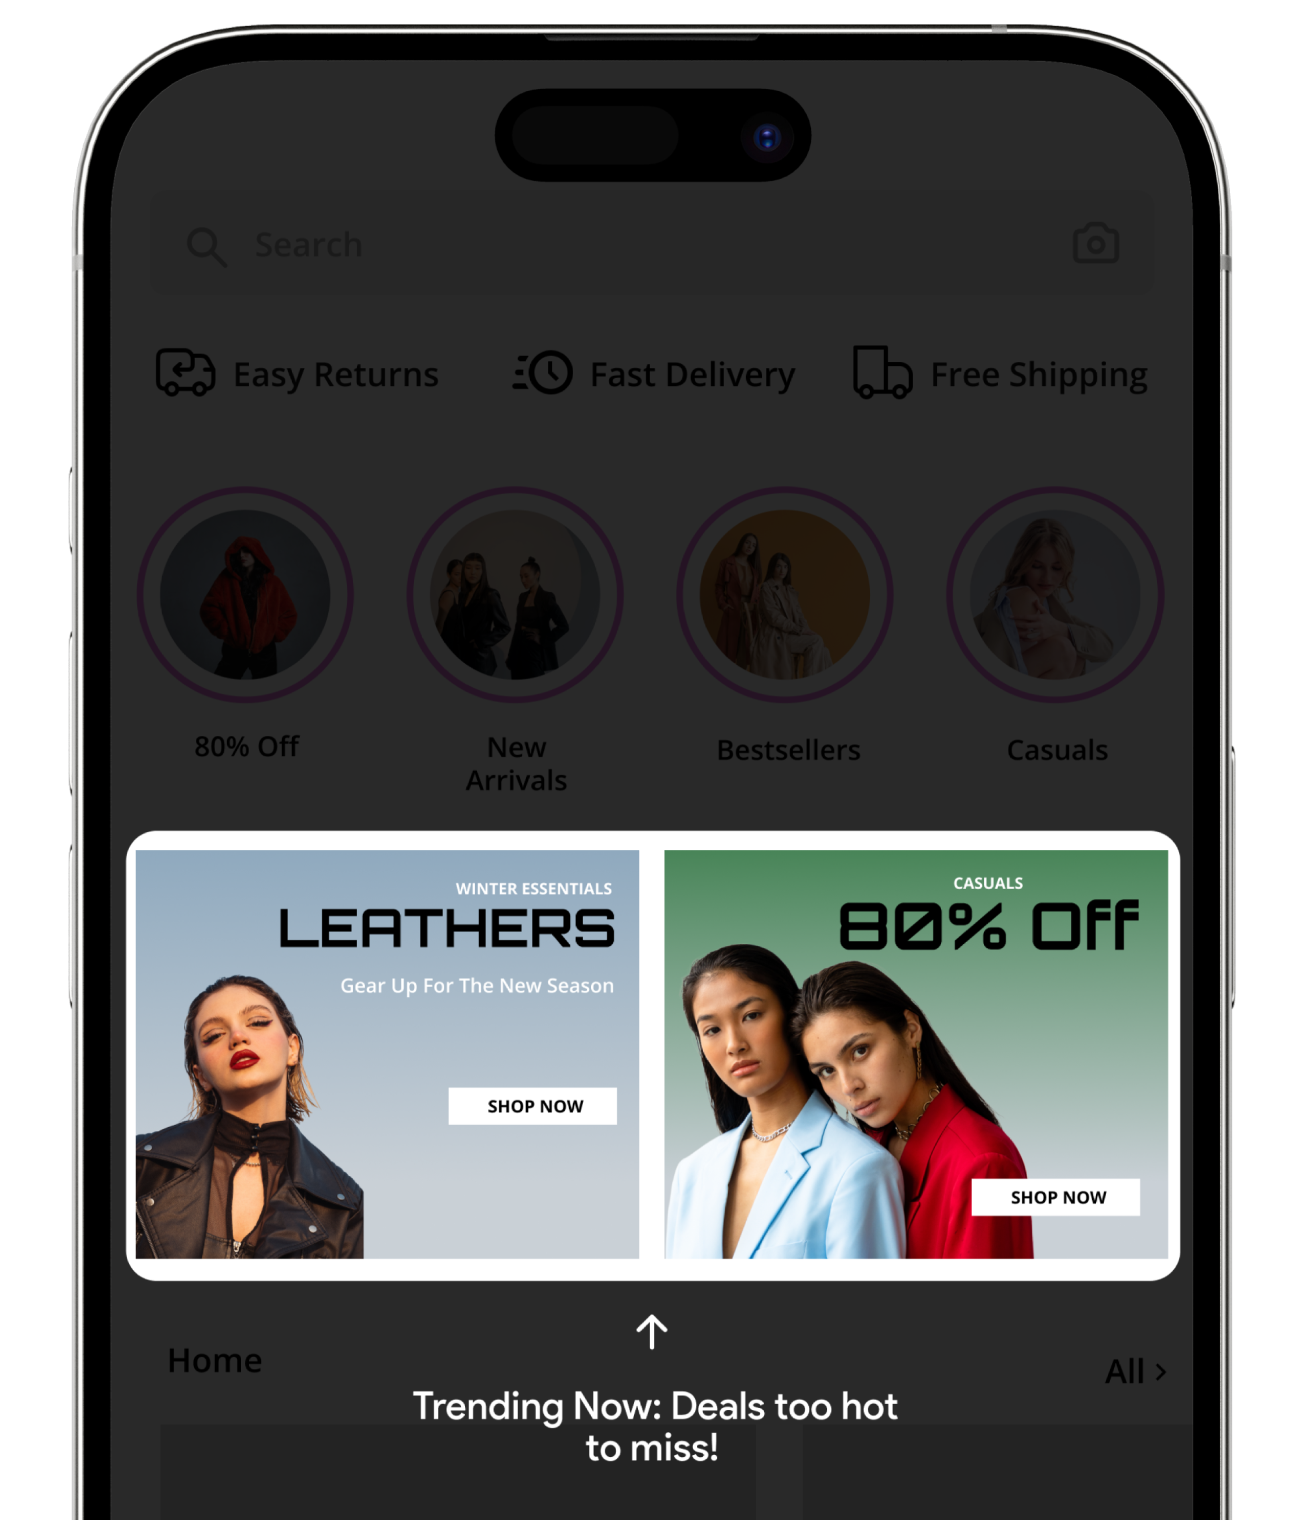 Search
Easy Returns
Fast Delivery
Free Shipping
80% Off
New
Arrivals
Bestsellers
Casuals
WINTER ESSENTIALS
LEATHERS
Gear Up For The New Season
SHOP NOW
CASUALS
80% Off
SHOP NOW
Home
All
Trending Now: Deals too hot
to miss!